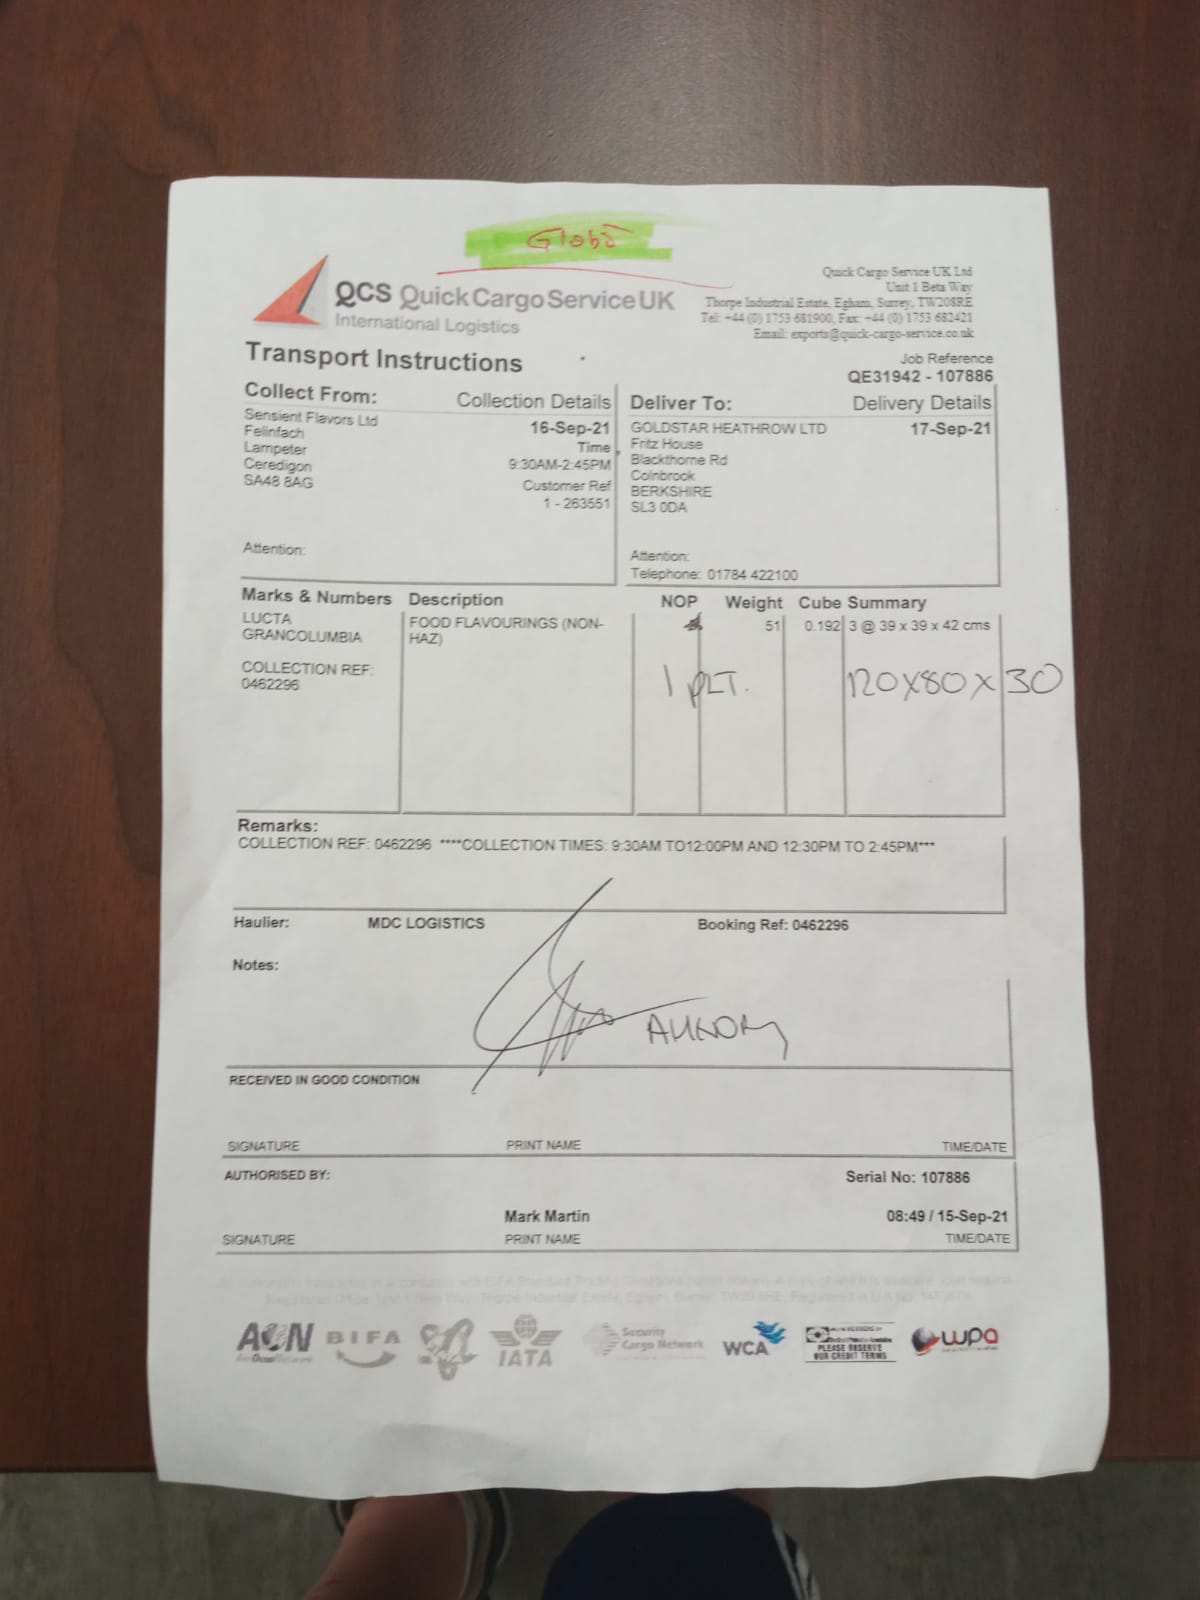 QCS Quick Cargo Service UK
International Logistics
Quick Cargo Service UK Ltd
Unit 1 Beta Way
Thorpe Industrial Estate, Egham, Surrey, TW208RE
Tel: +44 (0) 1753 681900, Fax: +44 (0) 1753 682421
Email: exports@quick-cargo-service.co.uk
Transport Instructions
Job Reference
QE31942 - 107886
Collect From:
Sensient Flavors Ltd
Felinfach
Lampeter
Ceredigon
SA48 8AG
Attention:
Collection Details
16-Sep-21
Time
9:30AM-2:45PM
Customer Ref
1 - 263551
Deliver To:
GOLDSTAR HEATHROW LTD
Fritz House
Blackthorne Rd
Colnbrook
BERKSHIRE
SL3 0DA
Attention:
Telephone: 01784 422100
Delivery Details
17-Sep-21
Marks & Numbers Description NOP Weight Cube Summary
LUCTA
GRANCOLUMBIA
COLLECTION REF:
0462296
FOOD FLAVOURINGS (NON-
HAZ)
51 0.192 3 @ 39 x 39 x 42 cms
1 PLT. 120X80X30
Remarks:
COLLECTION REF: 0462296 ****COLLECTION TIMES: 9:30AM TO12:00PM AND 12:30PM TO 2:45PM***
Haulier: MDC LOGISTICS Booking Ref: 0462296
Notes:
RECEIVED IN GOOD CONDITION
SIGNATURE PRINT NAME TIME/DATE
AUTHORISED BY: Serial No: 107886
Mark Martin 08:49 / 15-Sep-21
SIGNATURE PRINT NAME TIME/DATE
BIFA
IATA
Security
Cargo Network
WCA
PLEASE OBSERVE
OUR CREDIT TERMS
wpa